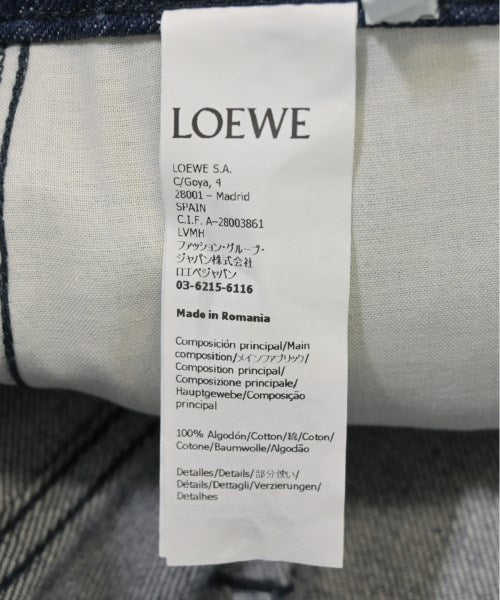 LOEWE
LOEWE S.A.
C/Goya, 4
28001 – Madrid
SPAIN
C.I.F. A–28003861
LVMH
ファッション・グループ・
ジャパン株式会社
ロエベジャパン
03-6215-6116
Made in Romania
Composición principal/Main
composition/メインファブリック/
Composition principal/
Composizione principale/
Hauptgewebe/Composição
principal
100% Algodón/Cotton/綿/Coton/
Cotone/Baumwolle/Algodão
Detalles/Details/部分使い/
Détails/Dettagli/Verzierungen/
Detalhes